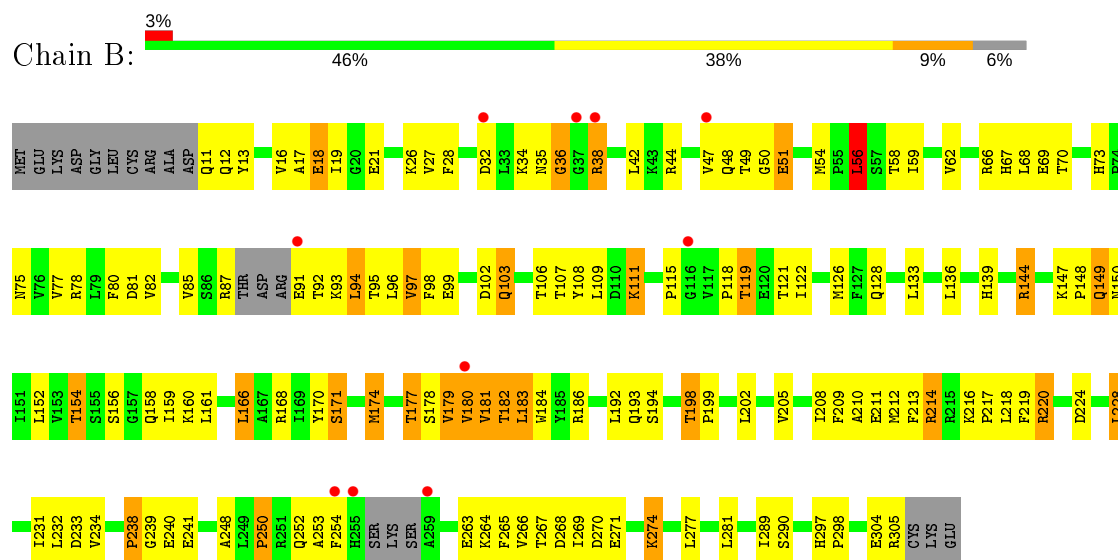 3%
Chain B:
46% 38% 9% 6%
MET GLU LYS ASP GLY LEU CYS ARG ALA ASP Q11 Q12 Y13 V16 A17 E18 I19 G20 E21 K26 V27 F28 D32 L33 K34 N35 G36 G37 R38 L42 K43 R44 V47 Q48 T49 G50 E51 M54 P55 L56 S57 T58 I59 V62 R66 H67 L68 E69 T70 H73 P74
N75 V76 V77 R78 L79 F80 D81 V82 V85 S86 R87 THR ASP ARG E91 T92 K93 L94 T95 L96 V97 F98 E99 D102 Q103 T106 T107 Y108 L109 D110 K111 P115 G116 V117 P118 T119 E120 T121 I122 M126 F127 Q128 L133 L136 H139 R144 K147 P148 Q149 N150
I151 L152 V153 T154 S155 S156 G157 Q158 I159 K160 L161 L166 A167 R168 I169 Y170 S171 M174 T177 S178 V179 V180 V181 T182 L183 W184 Y185 R186 L192 Q193 S194 T198 P199 L202 V205 I208 F209 A210 E211 M212 F213 R214 R215 K216 P217 L218 F219 R220 D224 L228
I231 L232 D233 V234 P238 G239 E240 E241 A248 L249 P250 R251 Q252 A253 F254 H255 SER LYS SER A259 E263 K264 F265 V266 T267 D268 I269 D270 E271 K274 L277 L281 I289 S290 H297 P298 E304 R305 CYS LYS GLU